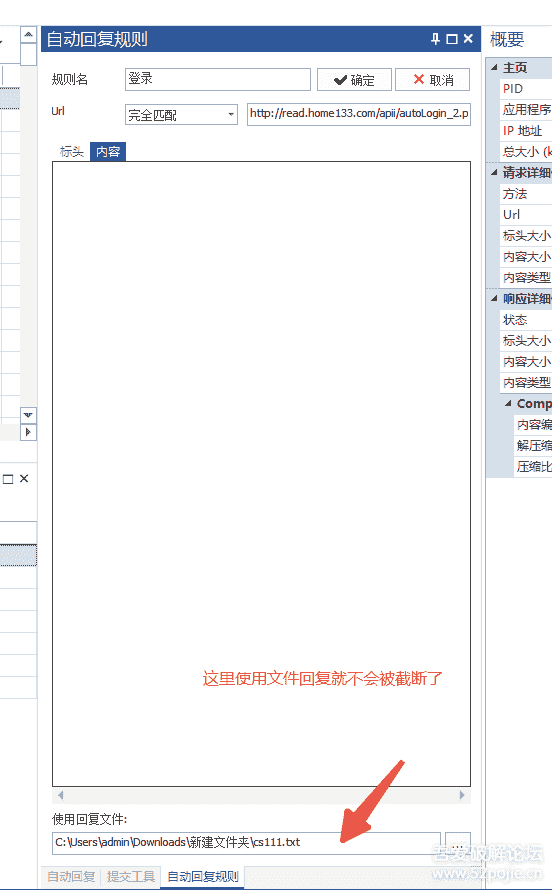 自动回复规则
概要
规则名
登录
确定
取消
Url
完全匹配
http://read.home133.com/apii/autoLogin_2.p
标头
内容
主页
PID
应用程序
IP 地址
总大小 (k
请求详细
方法
Url
标头大小
内容大小
内容类型
响应详细
状态
标头大小
内容大小
内容类型
Comp
内容编
解压缩
压缩比
这里使用文件回复就不会被截断了
使用回复文件:
C:\Users\admin\Downloads\新建文件夹\cs111.txt
...
自动回复
提交工具
自动回复规则
吾爱破解论坛
www.52pojie.cn